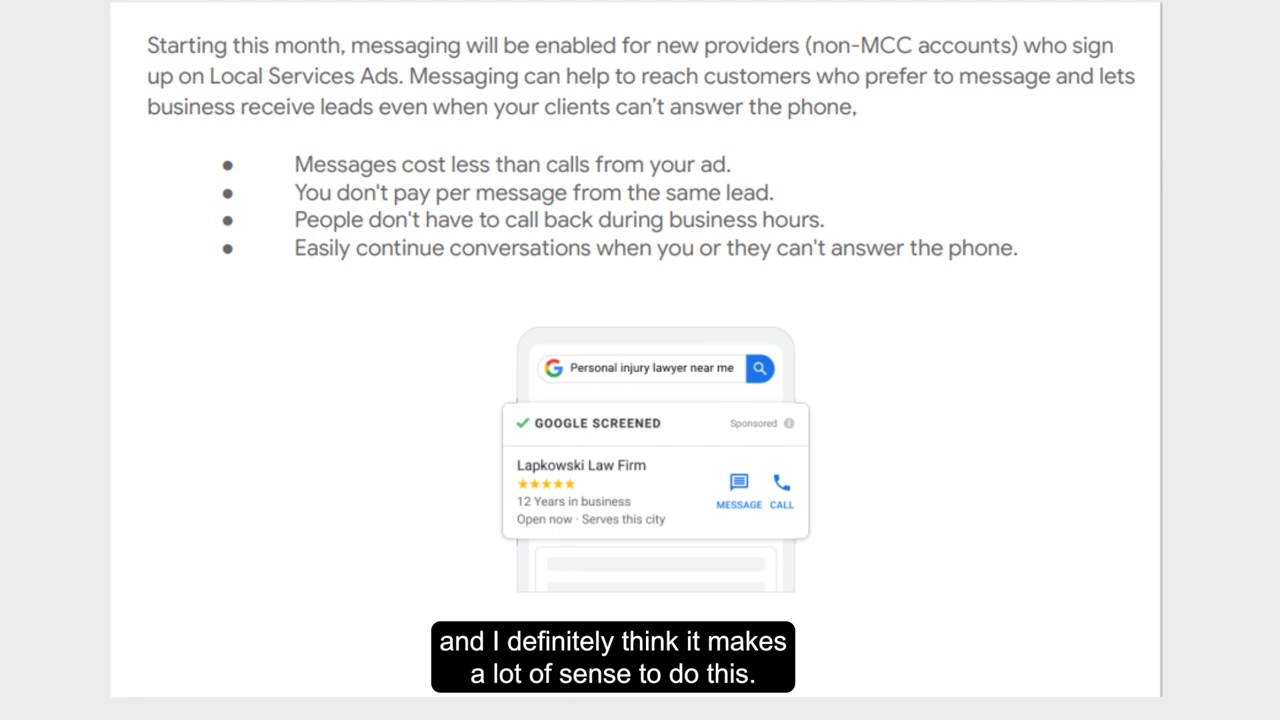 Starting this month, messaging will be enabled for new providers (non-MCC accounts) who sign
up on Local Services Ads. Messaging can help to reach customers who prefer to message and lets
business receive leads even when your clients can’t answer the phone,
● Messages cost less than calls from your ad.
● You don't pay per message from the same lead.
● People don't have to call back during business hours.
● Easily continue conversations when you or they can't answer the phone.
G Personal injury lawyer near me
GOOGLE SCREENED Sponsored
Lapkowski Law Firm
12 Years in business
Open now · Serves this city
MESSAGE CALL
and I definitely think it makes
a lot of sense to do this.